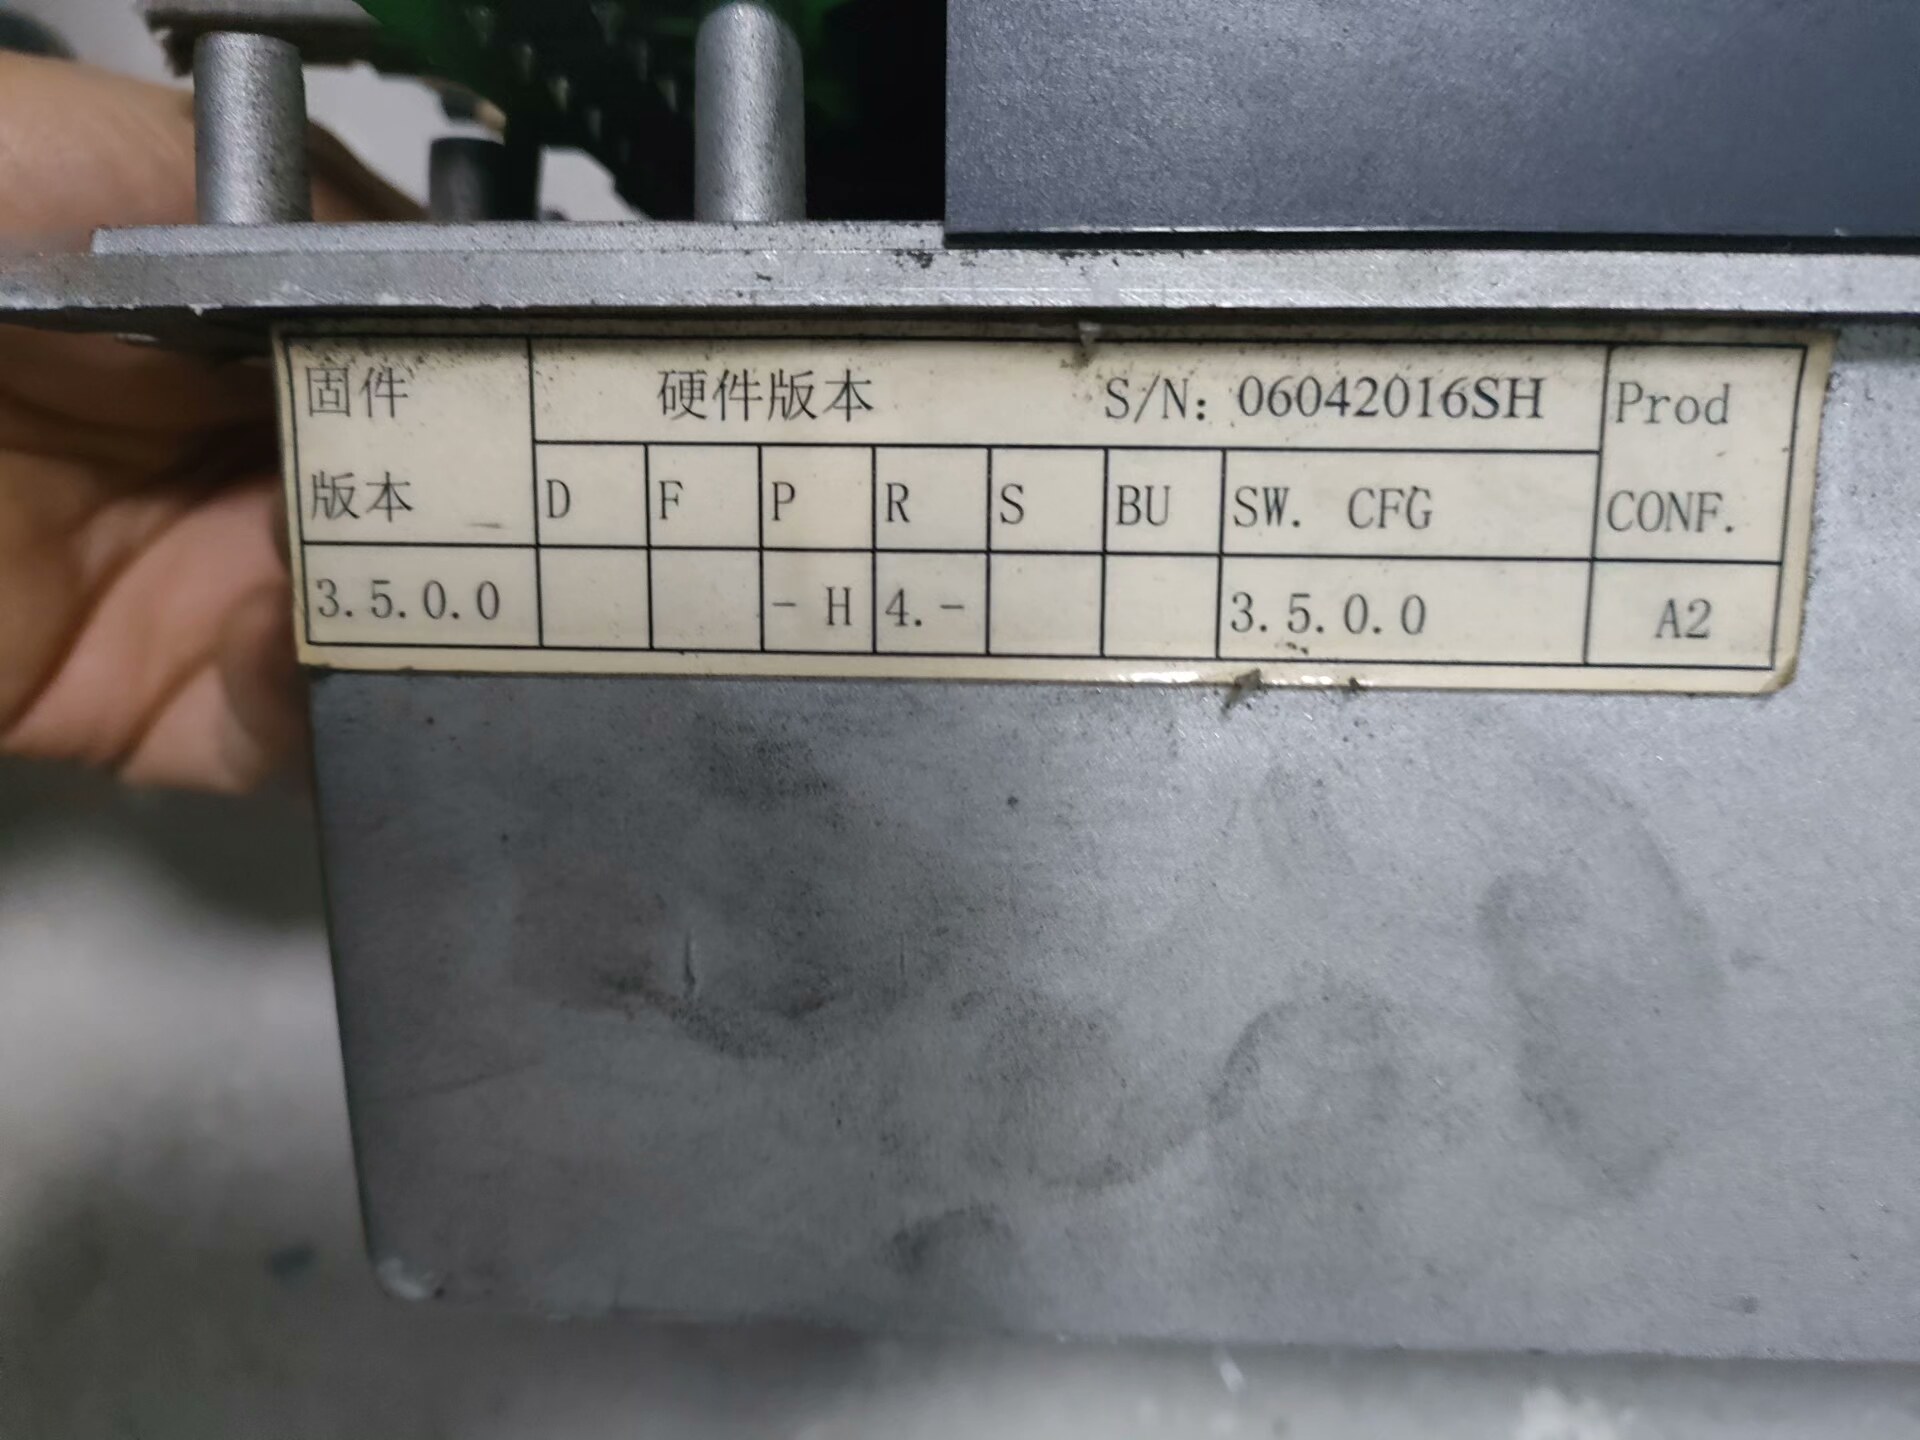 固件 硬件版本 S/N: 06042016SH Prod
版本 D F P R S BU SW. CFG CONF.
3.5.0.0 - H 4.- 3.5.0.0 A2